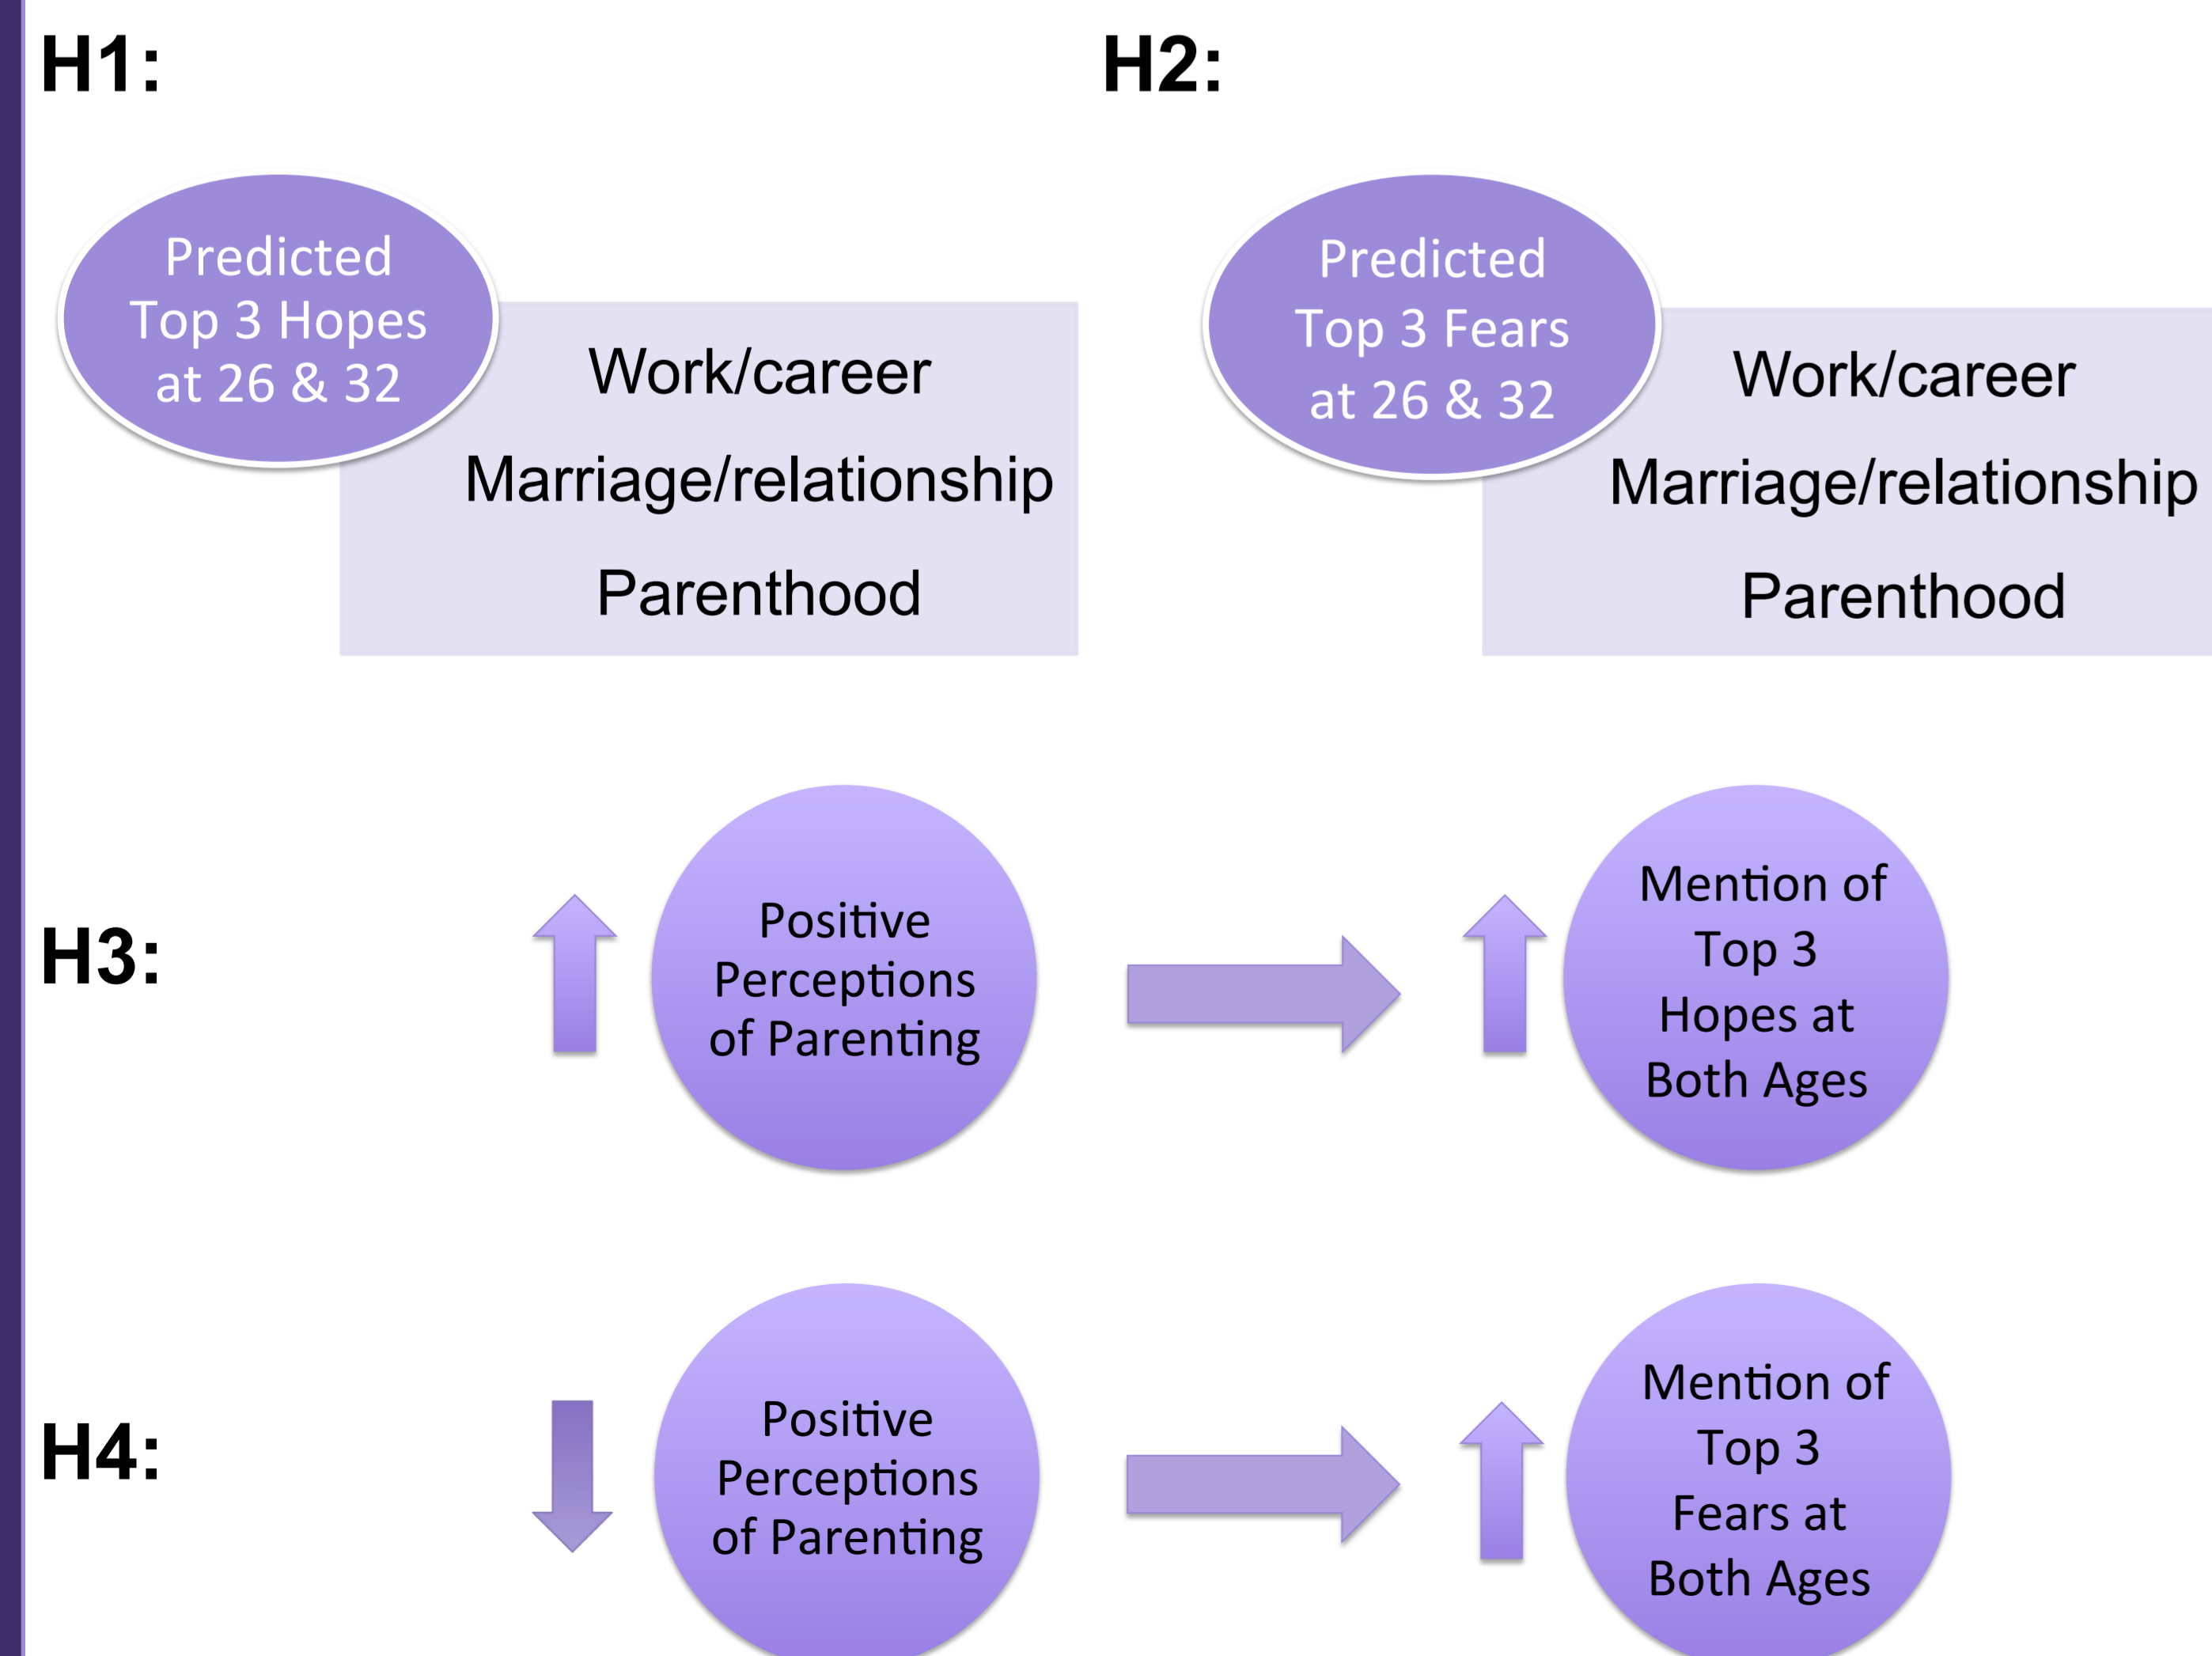 H1:
Predicted
Top 3 Hopes
at 26 & 32
Work/career
Marriage/relationship
Parenthood
H2:
Predicted
Top 3 Fears
at 26 & 32
Work/career
Marriage/relationship
Parenthood
H3:
Positive
Perceptions
of Parenting
Mention of
Top 3
Hopes at
Both Ages
H4:
Positive
Perceptions
of Parenting
Mention of
Top 3
Fears at
Both Ages